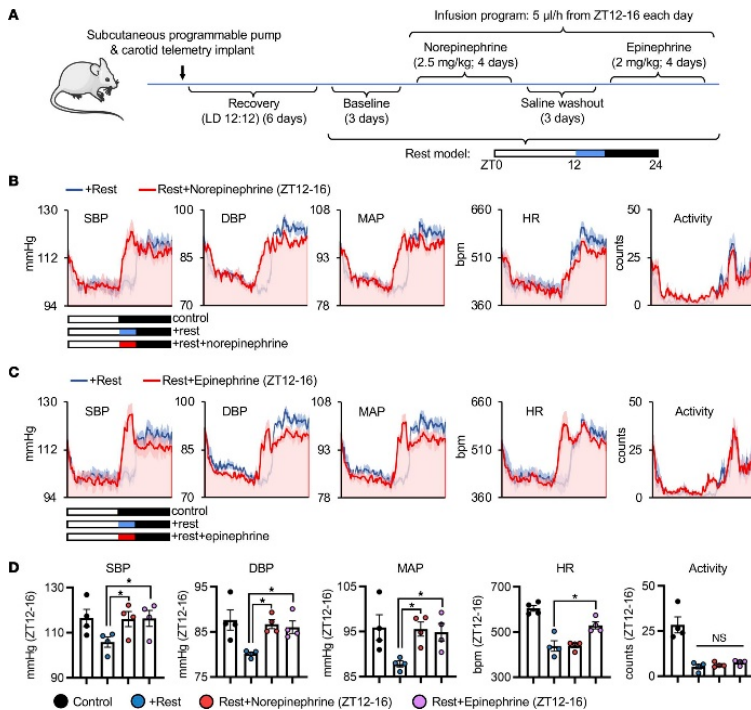 A
Infusion program: 5 µl/h from ZT12-16 each day
Subcutaneous programmable pump
& carotid telemetry implant
Norepinephrine
(2.5 mg/kg; 4 days)
Epinephrine
(2 mg/kg; 4 days)
Recovery
(LD 12:12) (6 days)
Baseline
(3 days)
Saline washout
(3 days)
Rest model:
ZT0 12 24
B
+Rest Rest+Norepinephrine (ZT12-16)
SBP DBP MAP HR Activity
mmHg bpm counts
130 100 108 660 50
112 85 93 510 25
94 70 78 360 0
control
+rest
+rest+norepinephrine
C
+Rest Rest+Epinephrine (ZT12-16)
SBP DBP MAP HR Activity
mmHg bpm counts
130 100 108 660 50
112 85 93 510 25
94 70 78 360 0
control
+rest
+rest+epinephrine
D
SBP DBP MAP HR Activity
mmHg (ZT12-16) mmHg (ZT12-16) mmHg (ZT12-16) bpm (ZT12-16) counts (ZT12-16)
130 95 105 700 50
110 85 95 500 25
90 75 85 300 0
* * * * * * *
NS
Control +Rest Rest+Norepinephrine (ZT12-16) Rest+Epinephrine (ZT12-16)